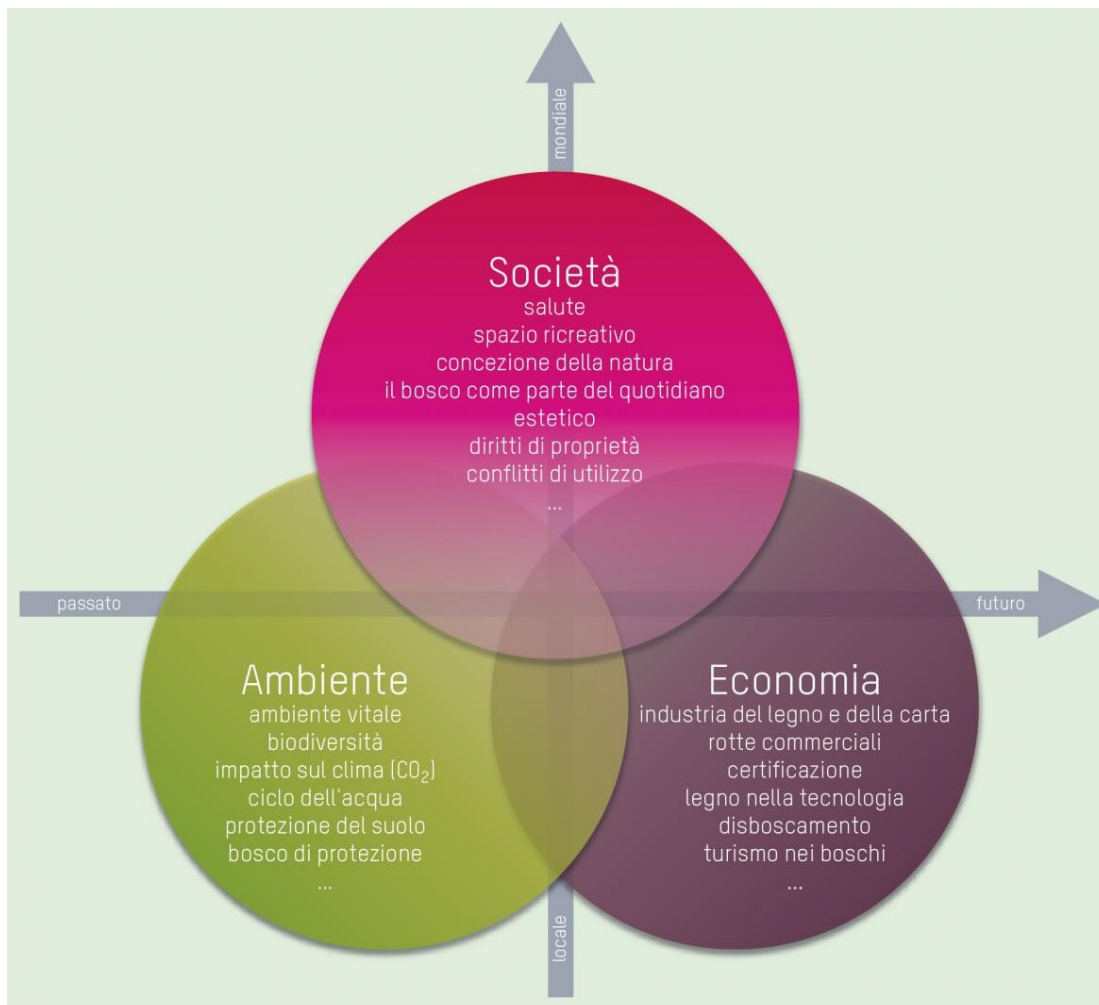 mondiale
Società
salute
spazio ricreativo
concezione della natura
il bosco come parte del quotidiano
estetico
diritti di proprietà
conflitti di utilizzo
...
passato
futuro
Ambiente
ambiente vitale
biodiversità
impatto sul clima (CO₂)
ciclo dell'acqua
protezione del suolo
bosco di protezione
...
Economia
industria del legno e della carta
rotte commerciali
certificazione
legno nella tecnologia
disboscamento
turismo nei boschi
...
locale